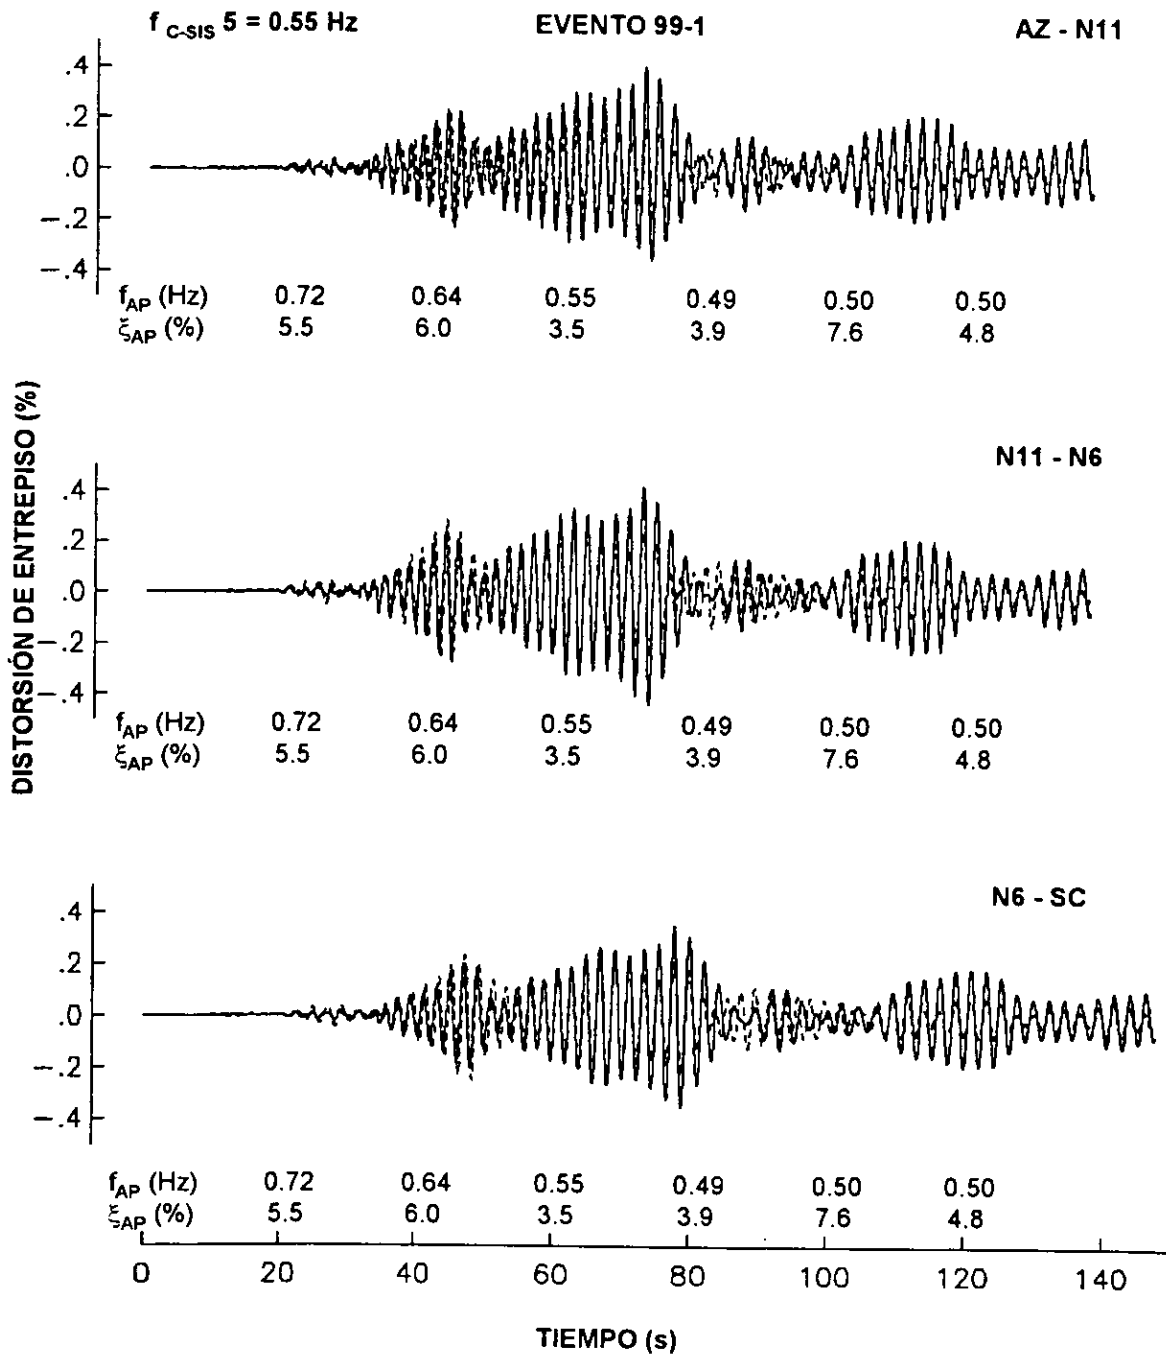 f C-SIS 5 = 0.55 Hz EVENTO 99-1 AZ - N11
.4
.2
.0
-.2
-.4
f AP (Hz) 0.72 0.64 0.55 0.49 0.50 0.50
ξ AP (%) 5.5 6.0 3.5 3.9 7.6 4.8
DISTORSIÓN DE ENTREPISO (%)
N11 - N6
.4
.2
.0
-.2
-.4
f AP (Hz) 0.72 0.64 0.55 0.49 0.50 0.50
ξ AP (%) 5.5 6.0 3.5 3.9 7.6 4.8
N6 - SC
.4
.2
.0
-.2
-.4
f AP (Hz) 0.72 0.64 0.55 0.49 0.50 0.50
ξ AP (%) 5.5 6.0 3.5 3.9 7.6 4.8
0 20 40 60 80 100 120 140
TIEMPO (s)